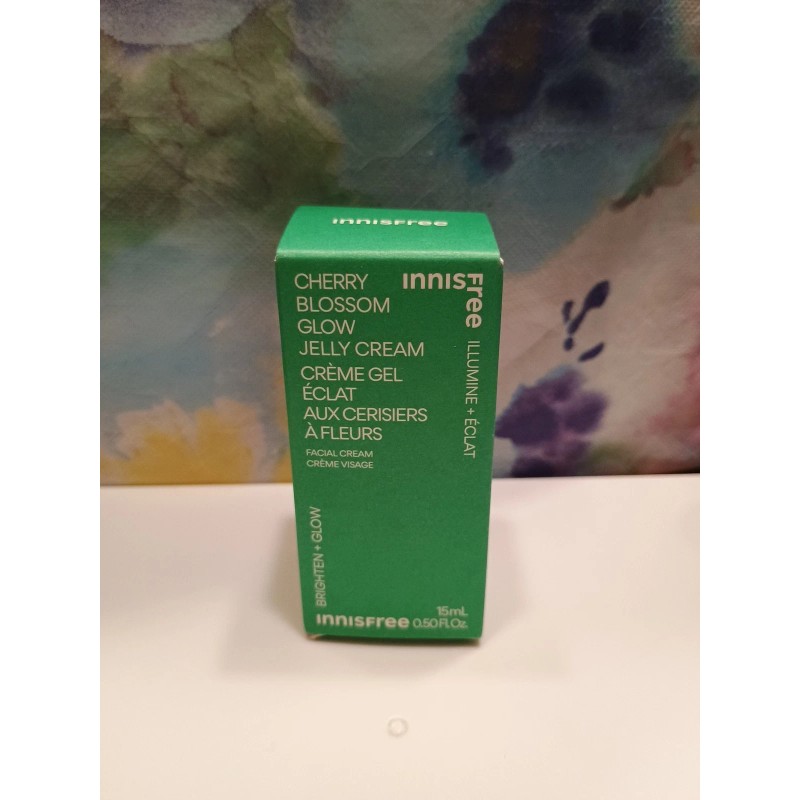 innisfree
CHERRY
BLOSSOM
GLOW
JELLY CREAM
CRÈME GEL
ÉCLAT
AUX CERISIERS
À FLEURS
FACIAL CREAM
CRÈME VISAGE
innisfree
ILLUMINE + ÉCLAT
BRIGHTEN + GLOW
15mL
innisfree 0.50 Fl.Oz.